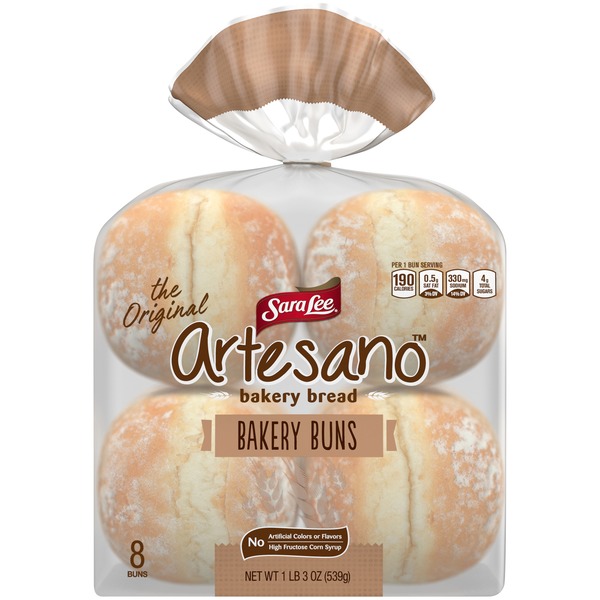 the
Original
PER 1 BUN SERVING
190 CALORIES
0.5g SAT FAT 3% DV
330mg SODIUM 14% DV
4g TOTAL SUGARS
Sara Lee®
artesano™
bakery bread
BAKERY BUNS
No Artificial Colors or Flavors
High Fructose Corn Syrup
8
BUNS
NET WT 1 LB 3 OZ (539g)